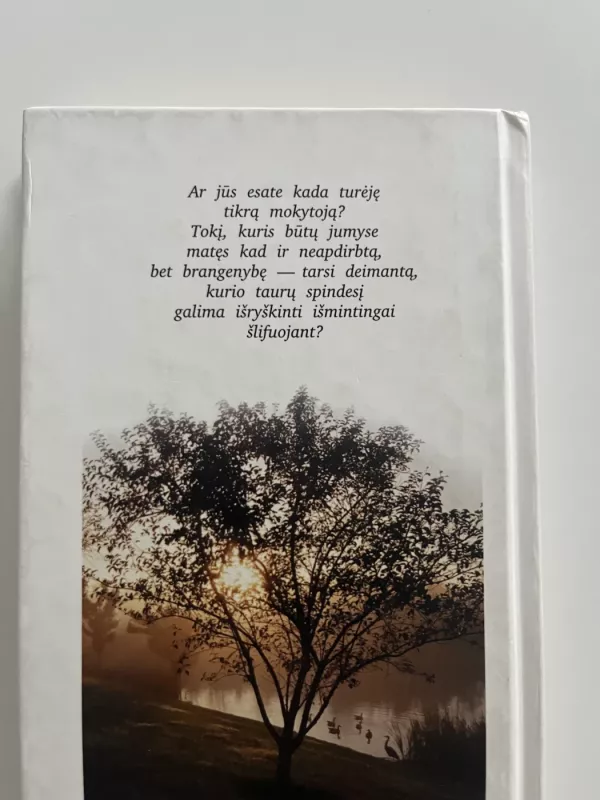 Ar jūs esate kada turėję
tikrą mokytoją?
Tokį, kuris būtų jumyse
matęs kad ir neapdirbtą,
bet brangenybę — tarsi deimantą,
kurio taurų spindesį
galima išryškinti išmintingai
šlifuojant?